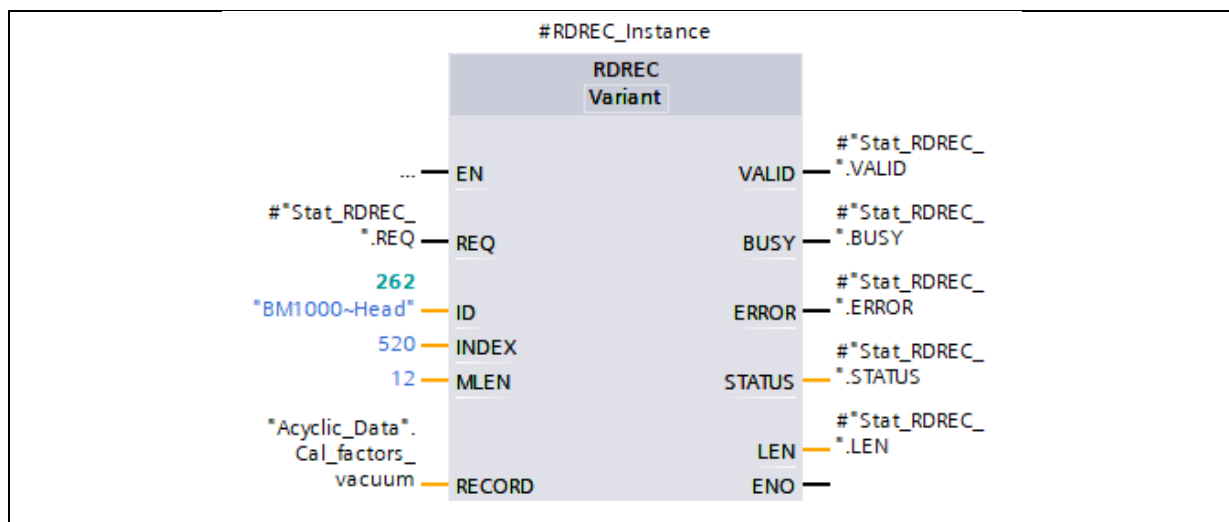 #RDREC_Instance
RDREC
Variant
... EN
#"Stat_RDREC_
".REQ REQ
262
"BM1000~Head" ID
520 INDEX
12 MLEN
"Acyclic_Data".
Cal_factors_
vacuum RECORD
#"Stat_RDREC_
VALID ".VALID
#"Stat_RDREC_
BUSY ".BUSY
#"Stat_RDREC_
ERROR ".ERROR
#"Stat_RDREC_
STATUS ".STATUS
#"Stat_RDREC_
LEN ".LEN
ENO